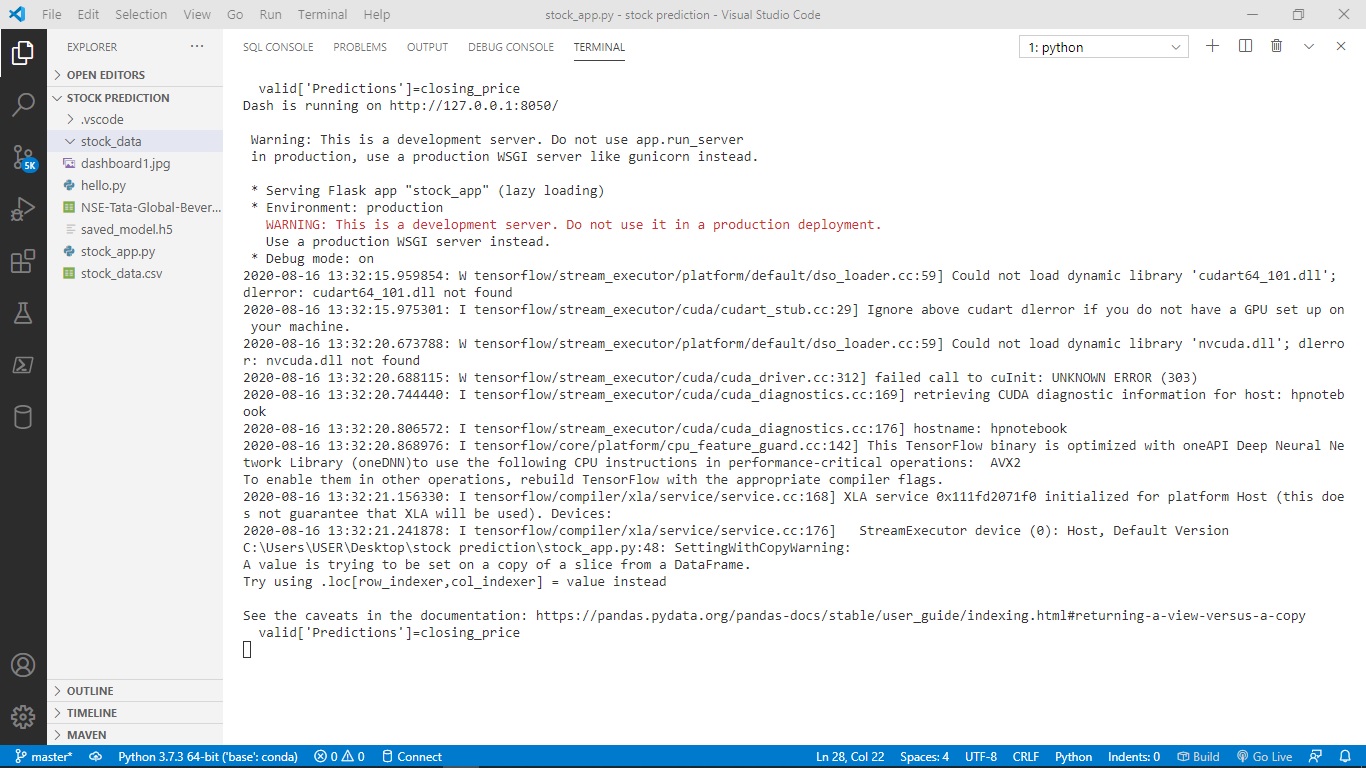 File Edit Selection View Go Run Terminal Help
stock_app.py - stock prediction - Visual Studio Code
EXPLORER
OPEN EDITORS
STOCK PREDICTION
.vscode
stock_data
dashboard1.jpg
hello.py
NSE-Tata-Global-Bever...
saved_model.h5
stock_app.py
stock_data.csv
OUTLINE
TIMELINE
MAVEN
5K
SQL CONSOLE PROBLEMS OUTPUT DEBUG CONSOLE TERMINAL
1: python
valid['Predictions']=closing_price
Dash is running on http://127.0.0.1:8050/
Warning: This is a development server. Do not use app.run_server
in production, use a production WSGI server like gunicorn instead.
* Serving Flask app "stock_app" (lazy loading)
* Environment: production
WARNING: This is a development server. Do not use it in a production deployment.
Use a production WSGI server instead.
* Debug mode: on
2020-08-16 13:32:15.959854: W tensorflow/stream_executor/platform/default/dso_loader.cc:59] Could not load dynamic library 'cudart64_101.dll';
dlerror: cudart64_101.dll not found
2020-08-16 13:32:15.975301: I tensorflow/stream_executor/cuda/cudart_stub.cc:29] Ignore above cudart dlerror if you do not have a GPU set up on
your machine.
2020-08-16 13:32:20.673788: W tensorflow/stream_executor/platform/default/dso_loader.cc:59] Could not load dynamic library 'nvcuda.dll'; dlerro
r: nvcuda.dll not found
2020-08-16 13:32:20.688115: W tensorflow/stream_executor/cuda/cuda_driver.cc:312] failed call to cuInit: UNKNOWN ERROR (303)
2020-08-16 13:32:20.744440: I tensorflow/stream_executor/cuda/cuda_diagnostics.cc:169] retrieving CUDA diagnostic information for host: hpnoteb
ook
2020-08-16 13:32:20.806572: I tensorflow/stream_executor/cuda/cuda_diagnostics.cc:176] hostname: hpnotebook
2020-08-16 13:32:20.868976: I tensorflow/core/platform/cpu_feature_guard.cc:142] This TensorFlow binary is optimized with oneAPI Deep Neural Ne
twork Library (oneDNN)to use the following CPU instructions in performance-critical operations:  AVX2
To enable them in other operations, rebuild TensorFlow with the appropriate compiler flags.
2020-08-16 13:32:21.156330: I tensorflow/compiler/xla/service/service.cc:168] XLA service 0x111fd2071f0 initialized for platform Host (this doe
s not guarantee that XLA will be used). Devices:
2020-08-16 13:32:21.241878: I tensorflow/compiler/xla/service/service.cc:176]   StreamExecutor device (0): Host, Default Version
C:\Users\USER\Desktop\stock prediction\stock_app.py:48: SettingWithCopyWarning:
A value is trying to be set on a copy of a slice from a DataFrame.
Try using .loc[row_indexer,col_indexer] = value instead
See the caveats in the documentation: https://pandas.pydata.org/pandas-docs/stable/user_guide/indexing.html#returning-a-view-versus-a-copy
valid['Predictions']=closing_price
master* Python 3.7.3 64-bit ('base': conda) 0 0 Connect Ln 28, Col 22 Spaces: 4 UTF-8 CRLF Python Indents: 0 Build Go Live